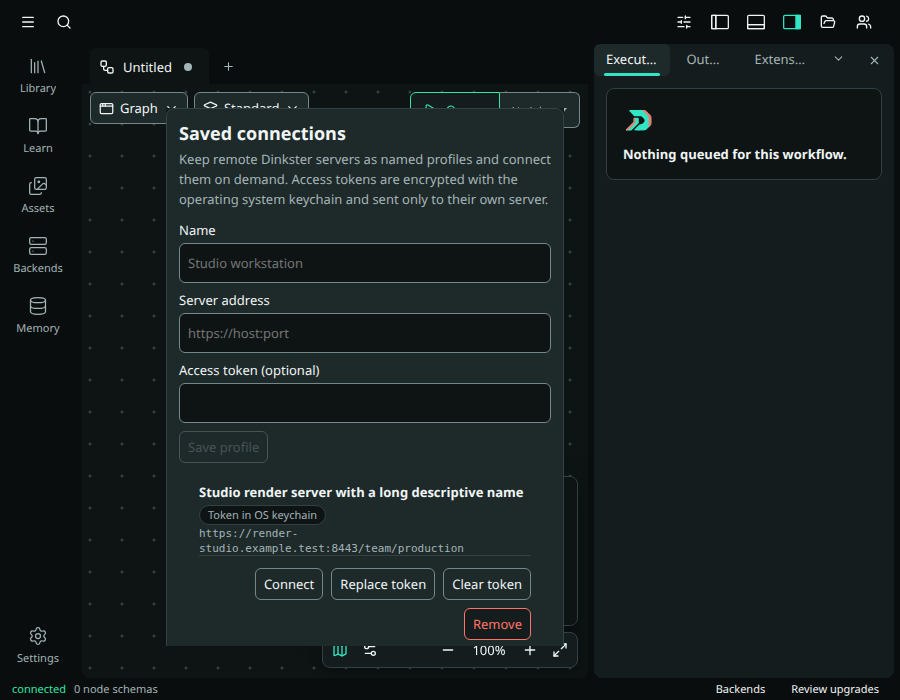 Untitled
Execut...
Out...
Extens...
Library
Learn
Assets
Backends
Memory
Settings
Graph
Standard
Nothing queued for this workflow.
Saved connections
Keep remote Dinkster servers as named profiles and connect
them on demand. Access tokens are encrypted with the
operating system keychain and sent only to their own server.
Name
Studio workstation
Server address
https://host:port
Access token (optional)
Save profile
Studio render server with a long descriptive name
Token in OS keychain
https://render-
studio.example.test:8443/team/production
Connect
Replace token
Clear token
Remove
100%
connected
0 node schemas
Backends
Review upgrades